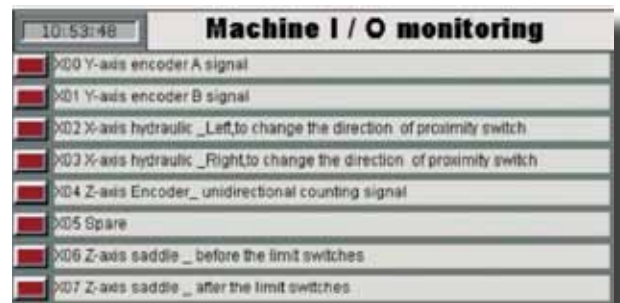 10:53:48
Machine I / O monitoring
X00 Y-axis encoder A signal
X01 Y-axis encoder B signal
X02 X-axis hydraulic _Left,to change the direction of proximity switch
X03 X-axis hydraulic _Right,to change the direction of proximity switch
X04 Z-axis Encoder_ unidirectional counting signal
X05 Spare
X06 Z-axis saddle _ before the limit switches
X07 Z-axis saddle _ after the limit switches